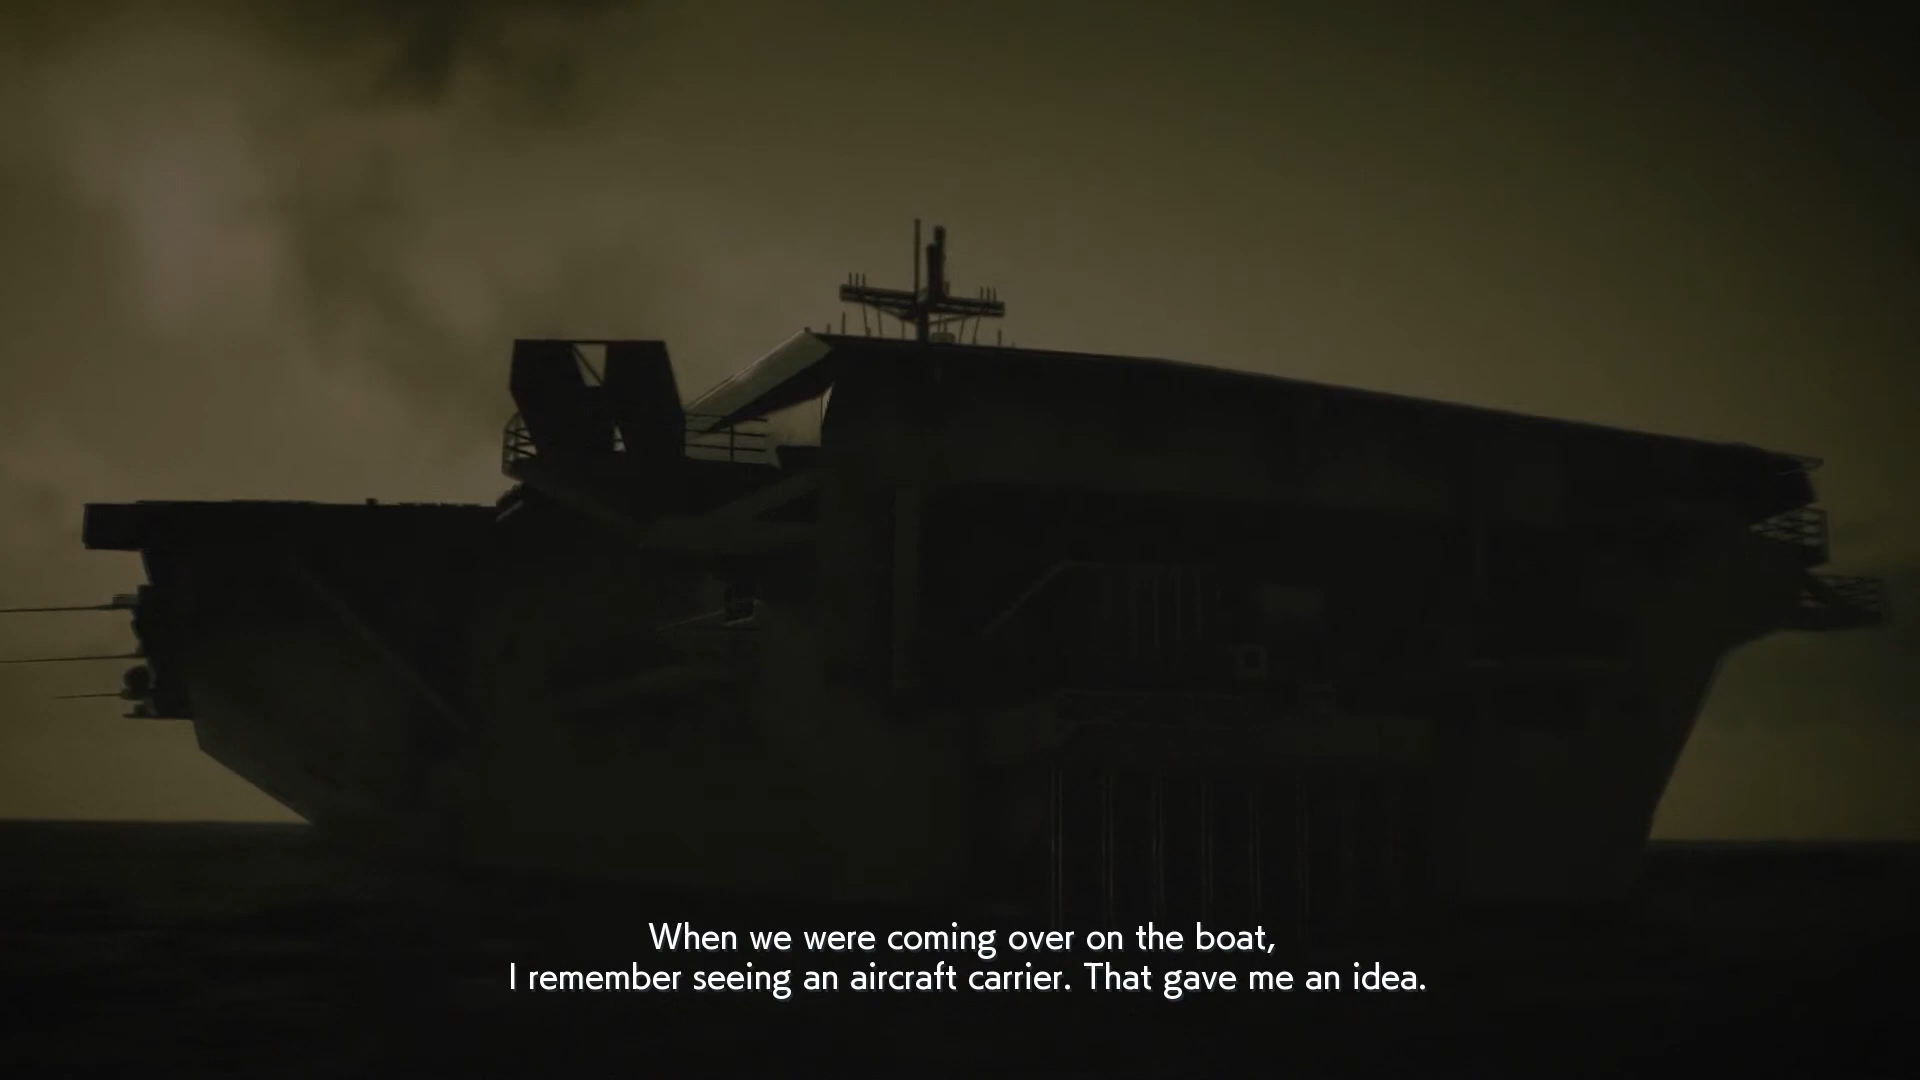 When we were coming over on the boat,
I remember seeing an aircraft carrier. That gave me an idea.